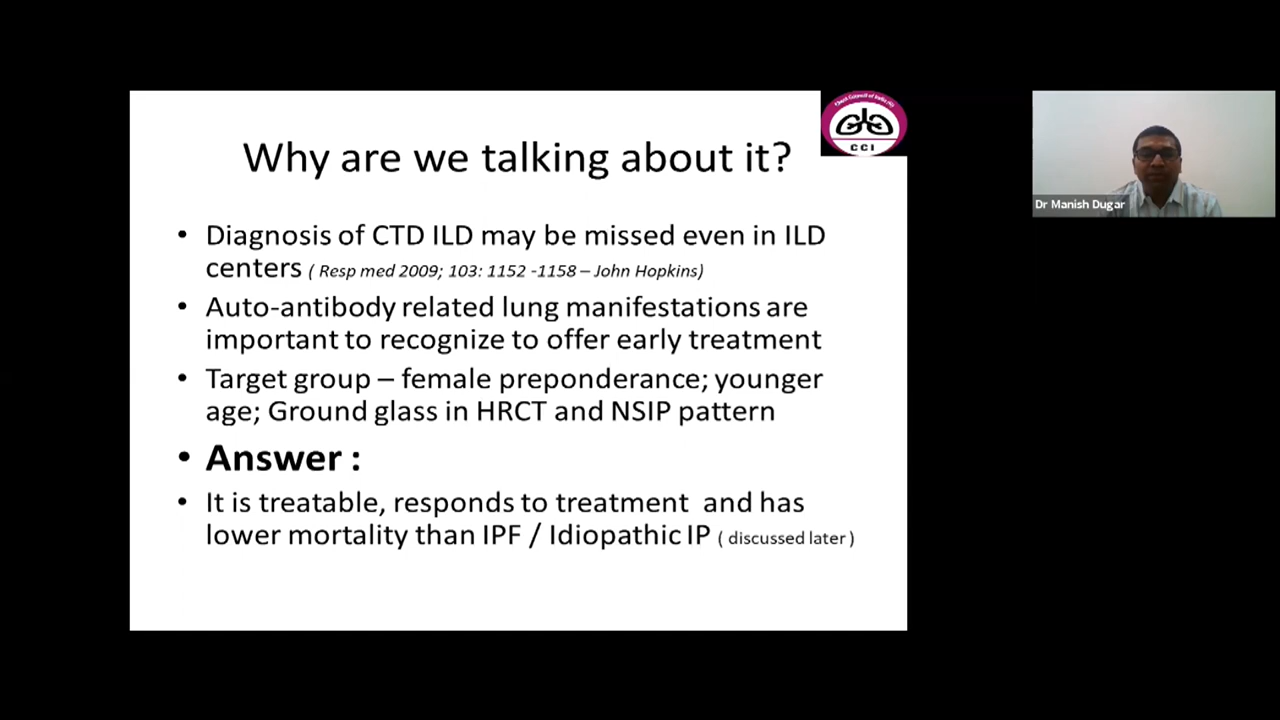 Why are we talking about it?
• Diagnosis of CTD ILD may be missed even in ILD
centers ( Resp med 2009; 103: 1152 -1158 – John Hopkins)
• Auto-antibody related lung manifestations are
important to recognize to offer early treatment
• Target group – female preponderance; younger
age; Ground glass in HRCT and NSIP pattern
• Answer :
• It is treatable, responds to treatment and has
lower mortality than IPF / Idiopathic IP ( discussed later )
CCI
Dr Manish Dugar